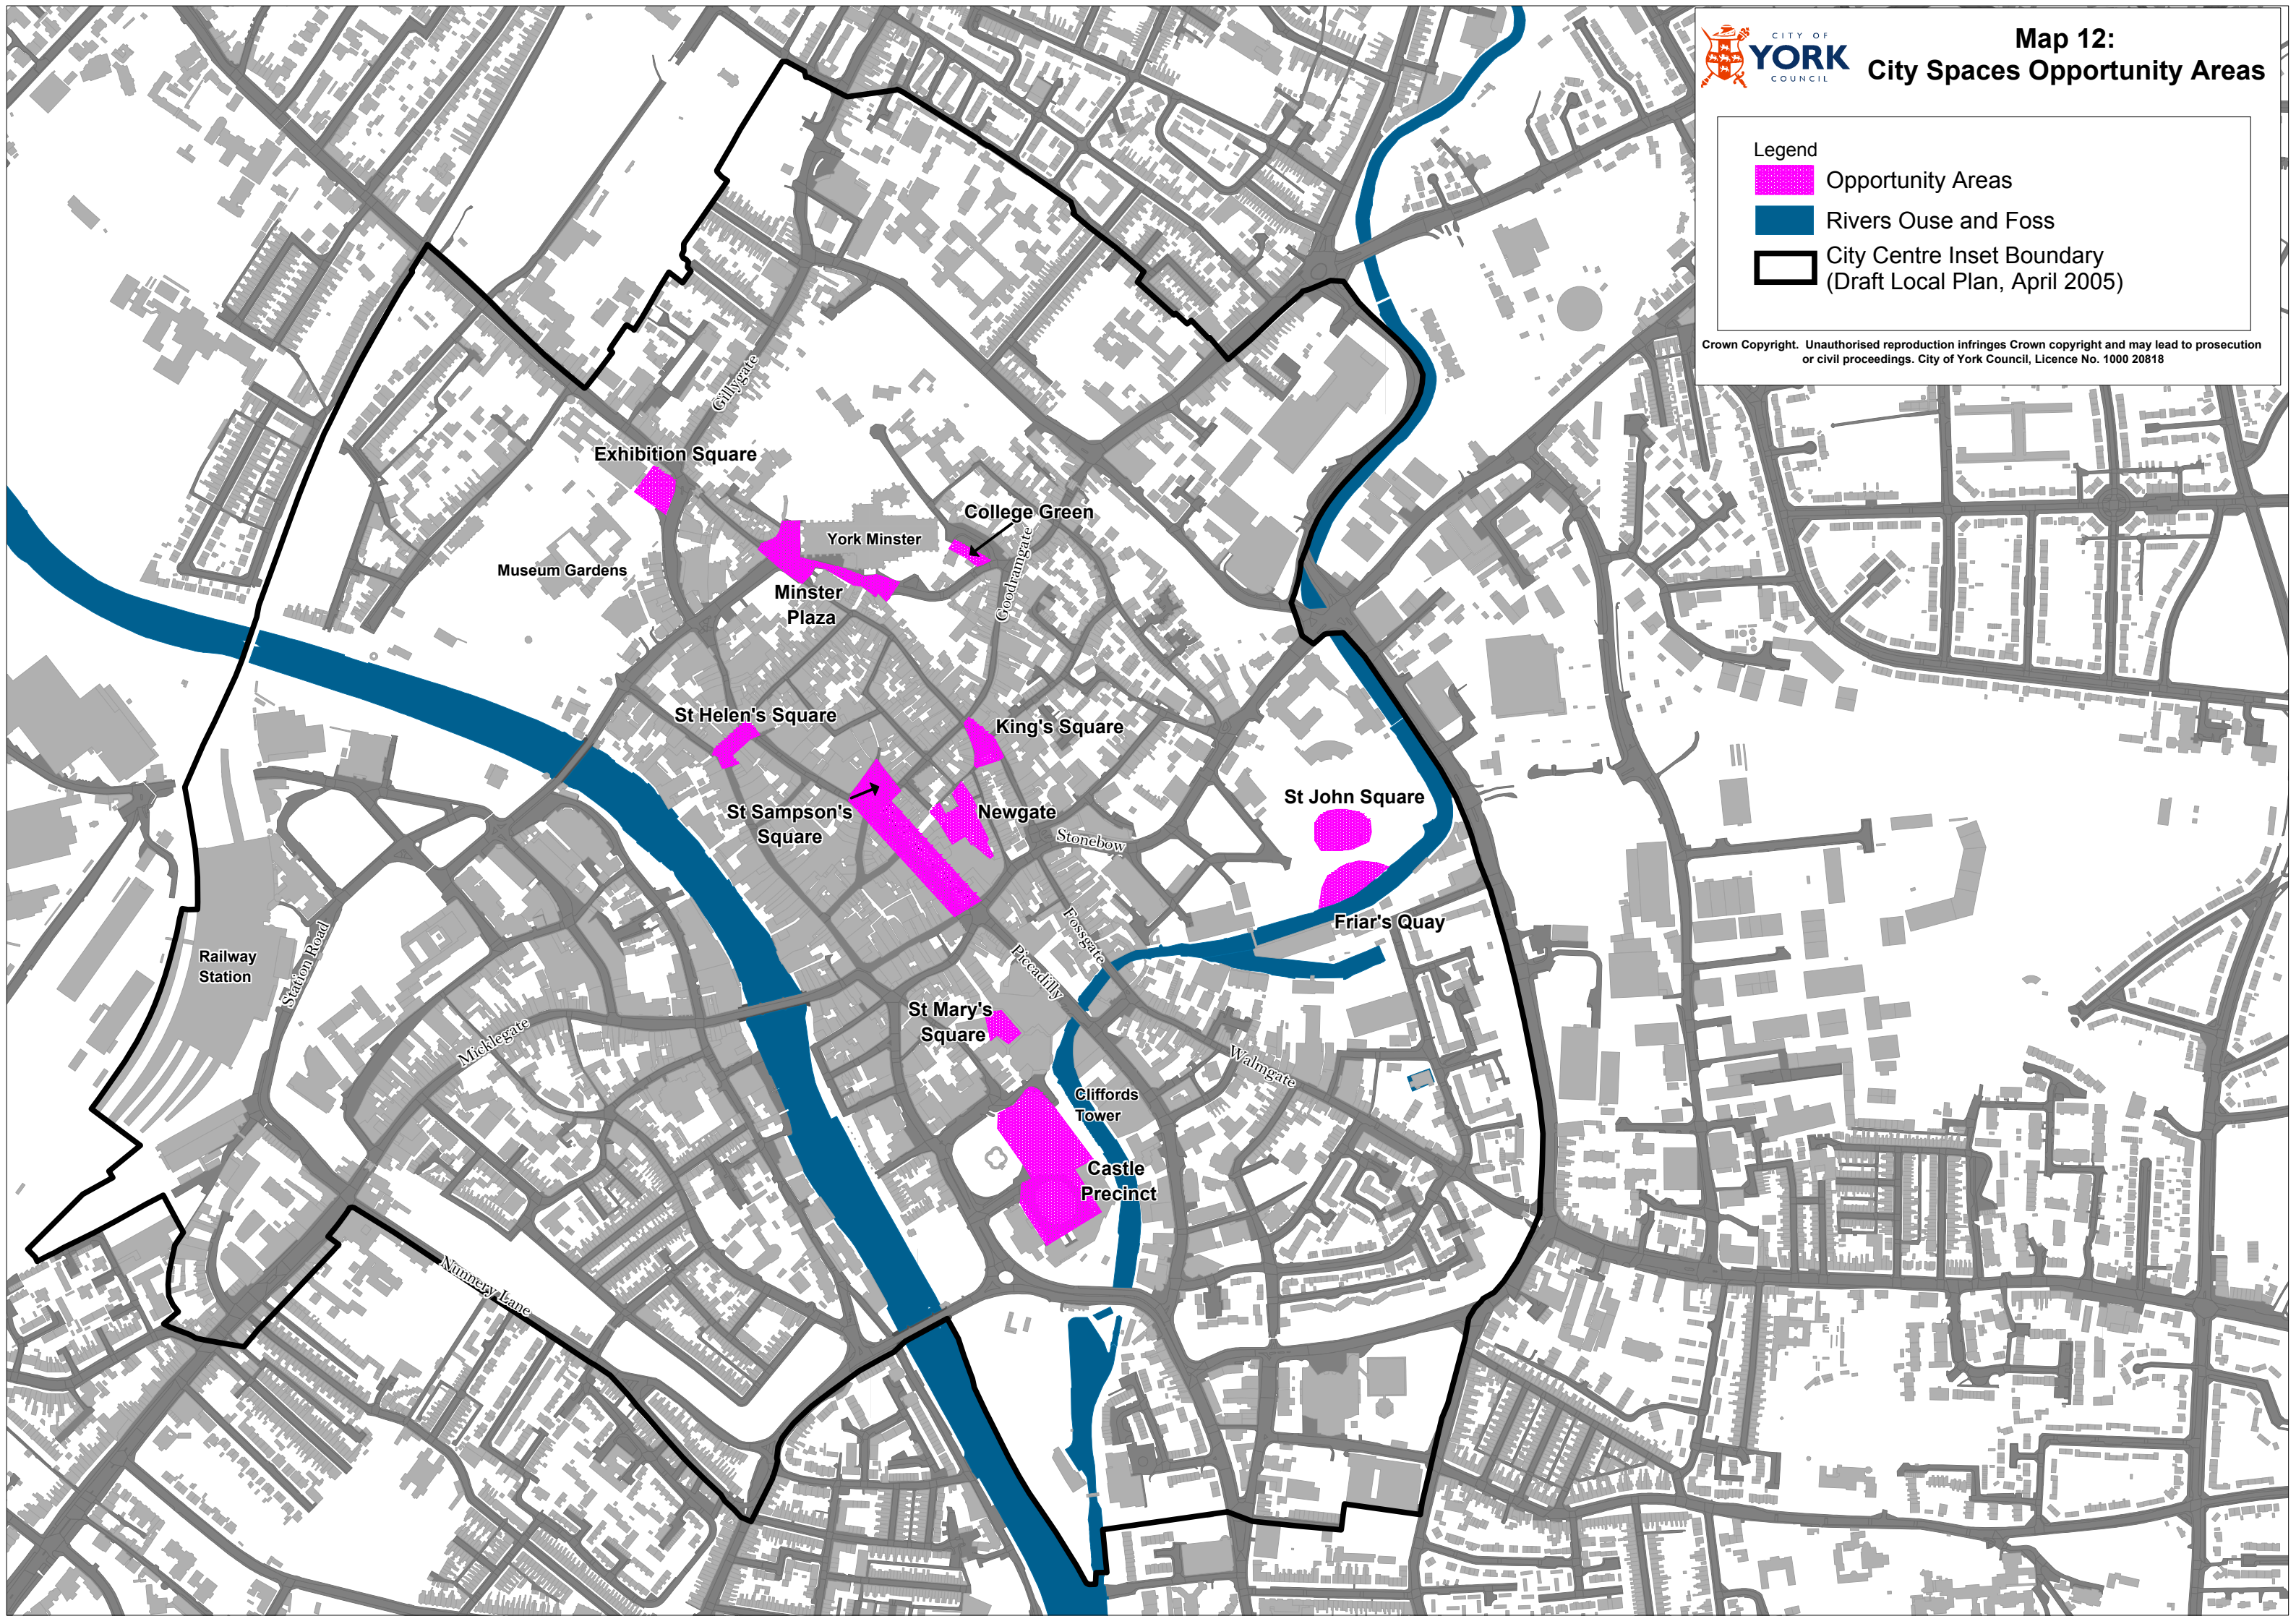 CITY OF
YORK
COUNCIL
Map 12:
City Spaces Opportunity Areas
Legend
Opportunity Areas
Rivers Ouse and Foss
City Centre Inset Boundary
(Draft Local Plan, April 2005)
Crown Copyright. Unauthorised reproduction infringes Crown copyright and may lead to prosecution
or civil proceedings. City of York Council, Licence No. 1000 20818
Gillygate
Exhibition Square
College Green
York Minster
Museum Gardens
Goodramgate
Minster
Plaza
St Helen's Square
King's Square
St Sampson's
Square
Newgate
St John Square
Stonebow
Friar's Quay
Fossgate
Piccadilly
Railway
Station
Station Road
St Mary's
Square
Micklegate
Walmgate
Cliffords
Tower
Castle
Precinct
Nunnery Lane